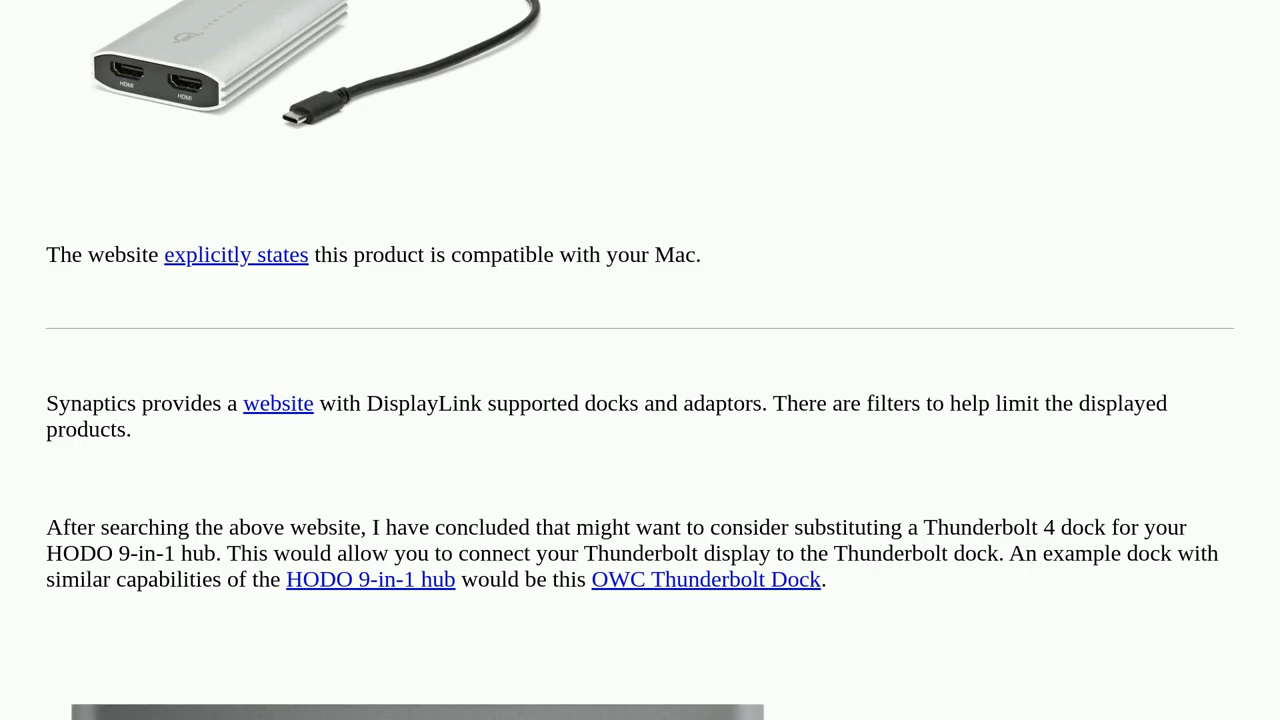 HDMI
HDMI
The website explicitly states this product is compatible with your Mac.
Synaptics provides a website with DisplayLink supported docks and adaptors. There are filters to help limit the displayed
products.
After searching the above website, I have concluded that might want to consider substituting a Thunderbolt 4 dock for your
HODO 9-in-1 hub. This would allow you to connect your Thunderbolt display to the Thunderbolt dock. An example dock with
similar capabilities of the HODO 9-in-1 hub would be this OWC Thunderbolt Dock.